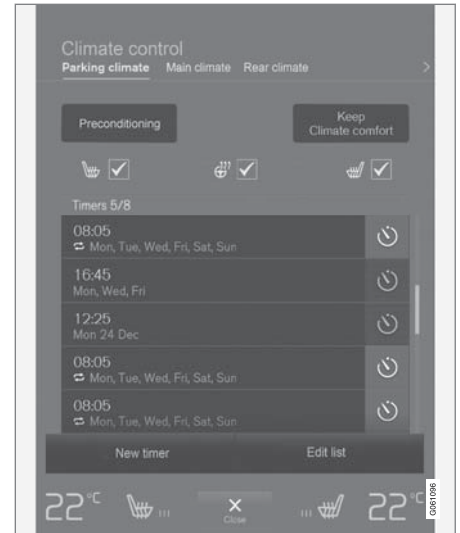 Climate control
Parking climate Main climate Rear climate
Preconditioning
Keep
Climate comfort
Timers 5/8
08:05
Mon, Tue, Wed, Fri, Sat, Sun
16:45
Mon, Wed, Fri
12:25
Mon 24 Dec
08:05
Mon, Tue, Wed, Fri, Sat, Sun
08:05
Mon, Tue, Wed, Fri, Sat, Sun
New timer Edit list
22°C
Close
22°C
G061096